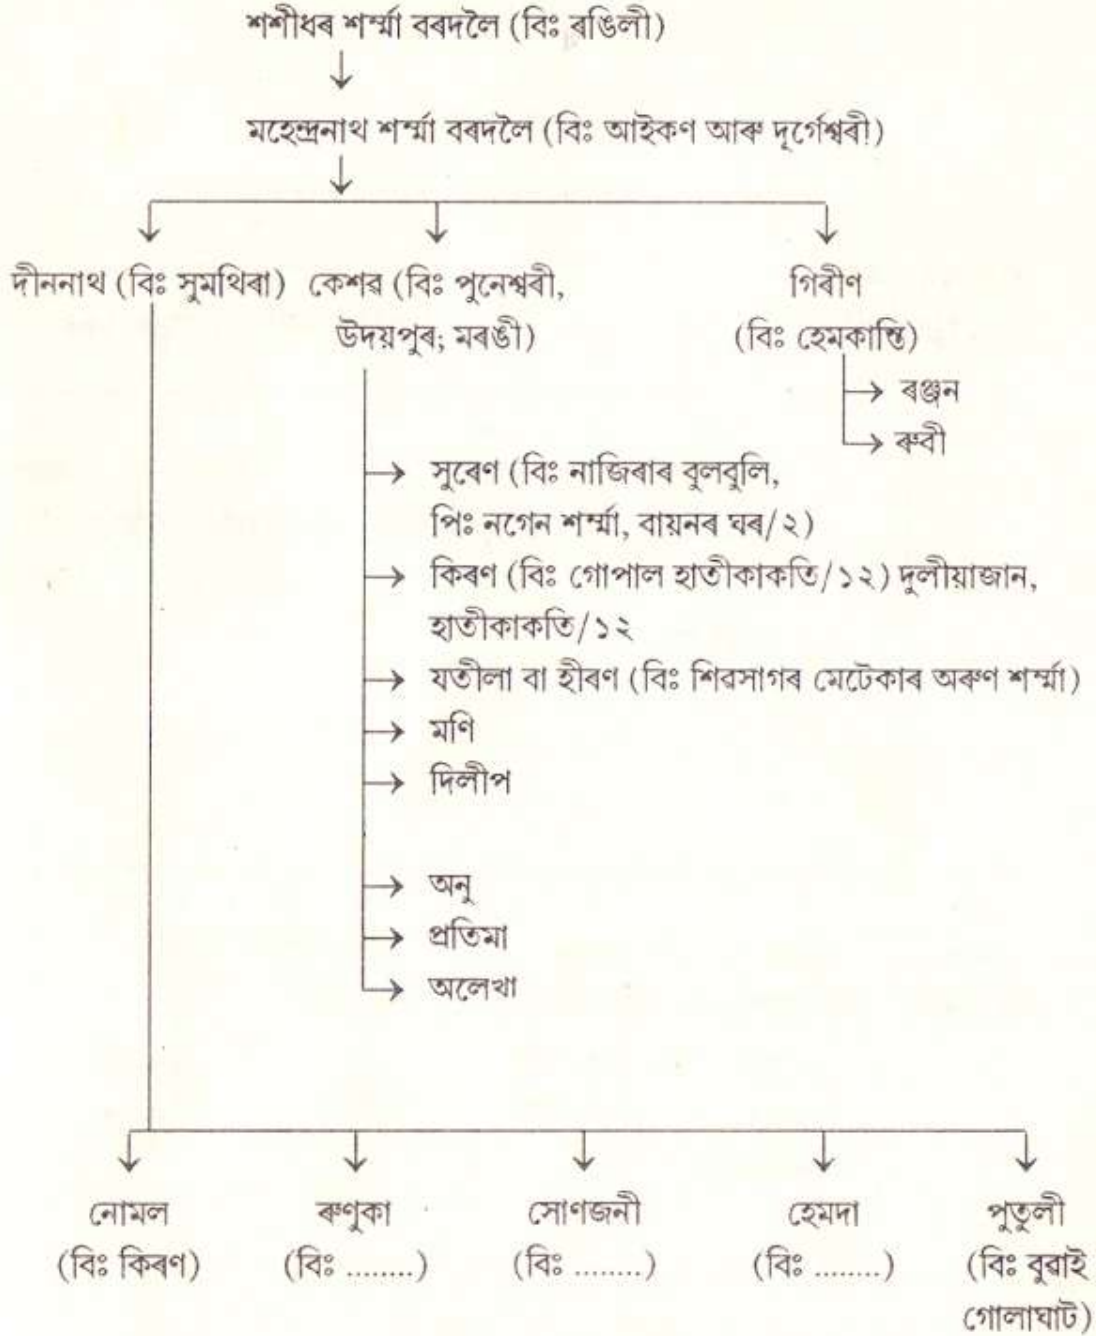 শশীধৰ শৰ্ম্মা বৰদলৈ (বিঃ ৰঙিলী)
মহেন্দ্ৰনাথ শৰ্ম্মা বৰদলৈ (বিঃ আইকণ আৰু দূৰ্গেশ্বৰী)
দীননাথ (বিঃ সুমথিৰা)
কেশৱ (বিঃ পুনেশ্বৰী,
উদয়পুৰ; মৰঙী)
গিৰীণ
(বিঃ হেমকান্তি)
ৰঞ্জন
ৰুবী
সুৰেণ (বিঃ নাজিৰাৰ বুলবুলি,
পিঃ নগেন শৰ্ম্মা, বায়নৰ ঘৰ/২)
কিৰণ (বিঃ গোপাল হাতীকাকতি/১২) দুলীয়াজান,
হাতীকাকতি/১২
যতীলা বা হীৰণ (বিঃ শিৱসাগৰ মেটেকাৰ অৰুণ শৰ্ম্মা)
মণি
দিলীপ
অনু
প্ৰতিমা
অলেখা
নোমল
(বিঃ কিৰণ)
ৰুণুকা
(বিঃ ........)
সোণজনী
(বিঃ ........)
হেমদা
(বিঃ ........)
পুতুলী
(বিঃ বুৱাই
গোলাঘাট)